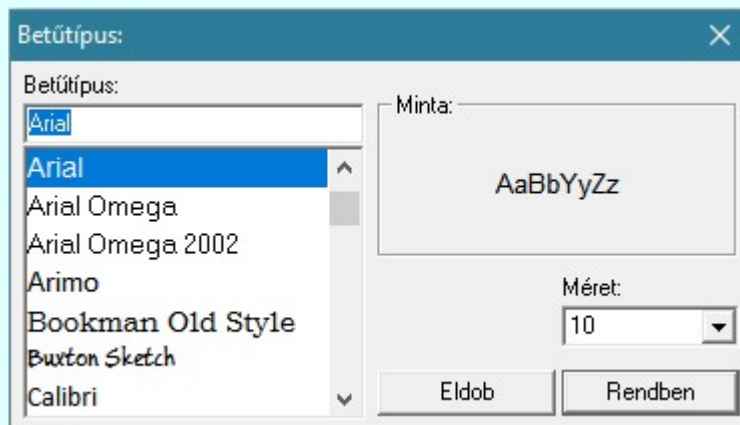 Betűtípus:
Betűtípus:
Arial
Arial
Arial Omega
Arial Omega 2002
Arimo
Bookman Old Style
Buxton Sketch
Calibri
Minta:
AaBbYyZz
Méret:
10
Eldob
Rendben